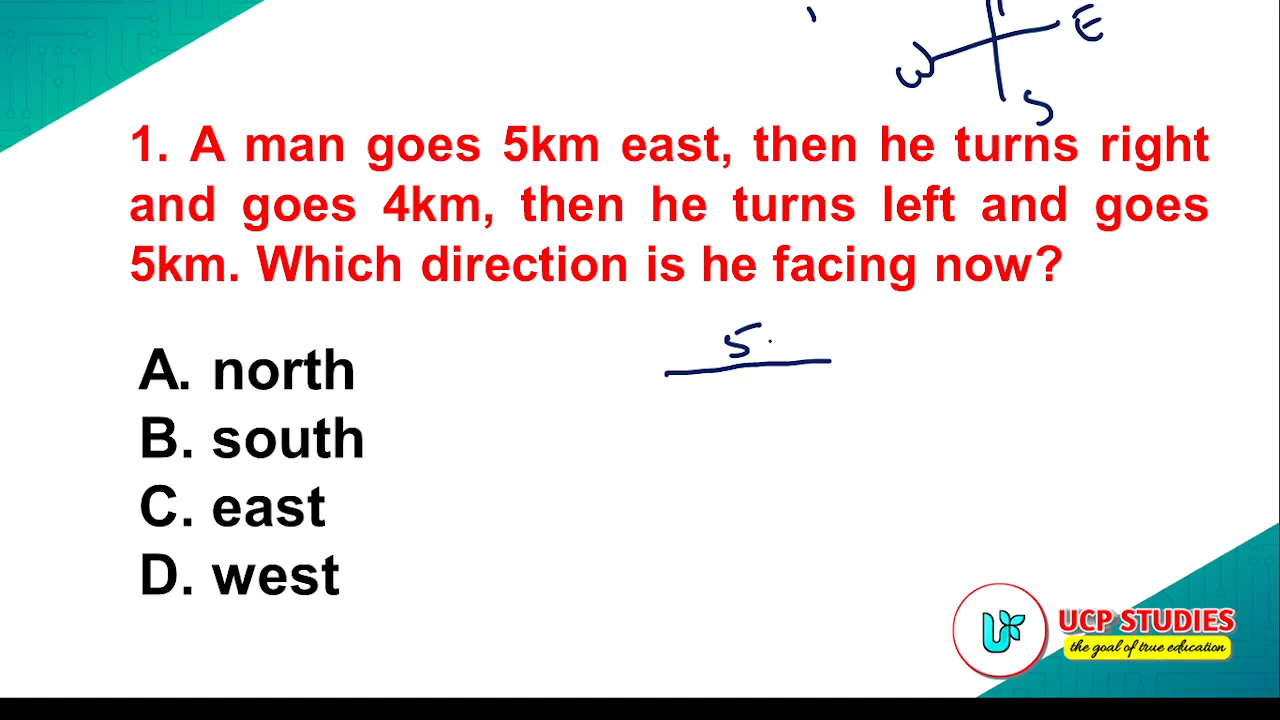 E
W
S
1. A man goes 5km east, then he turns right
and goes 4km, then he turns left and goes
5km. Which direction is he facing now?
5
A. north
B. south
C. east
D. west
UCP STUDIES
the goal of true education